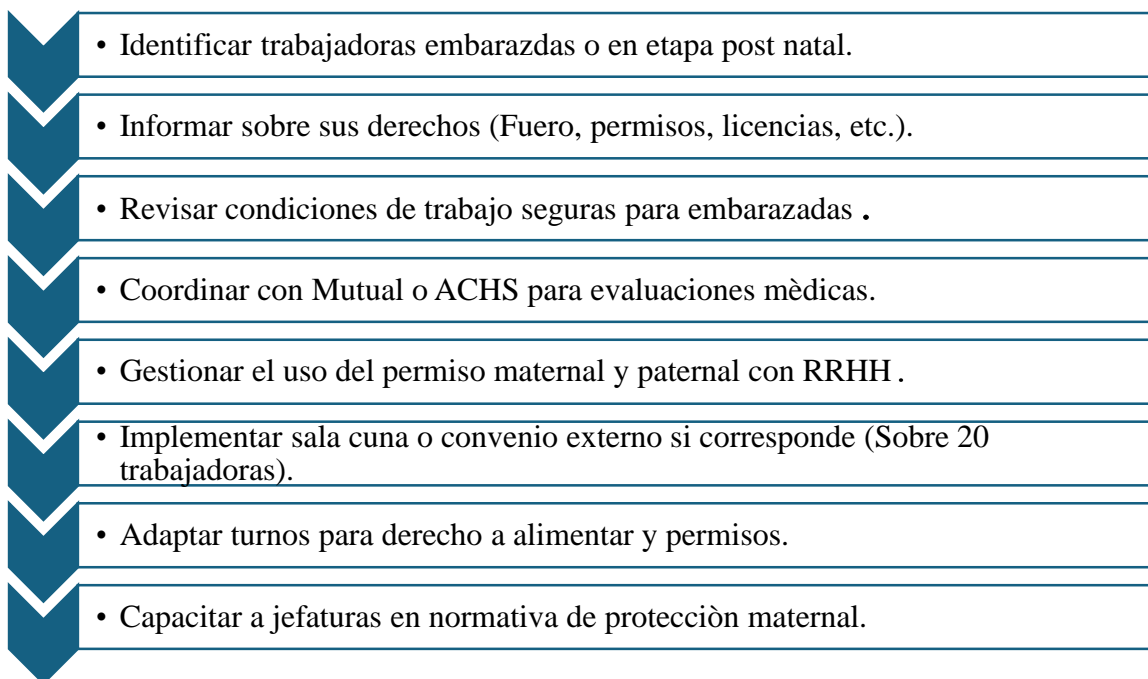 • Identificar trabajadoras embarazdas o en etapa post natal.
• Informar sobre sus derechos (Fuero, permisos, licencias, etc.).
• Revisar condiciones de trabajo seguras para embarazadas .
• Coordinar con Mutual o ACHS para evaluaciones mèdicas.
• Gestionar el uso del permiso maternal y paternal con RRHH .
• Implementar sala cuna o convenio externo si corresponde (Sobre 20
trabajadoras).
• Adaptar turnos para derecho a alimentar y permisos.
• Capacitar a jefaturas en normativa de protecciòn maternal.